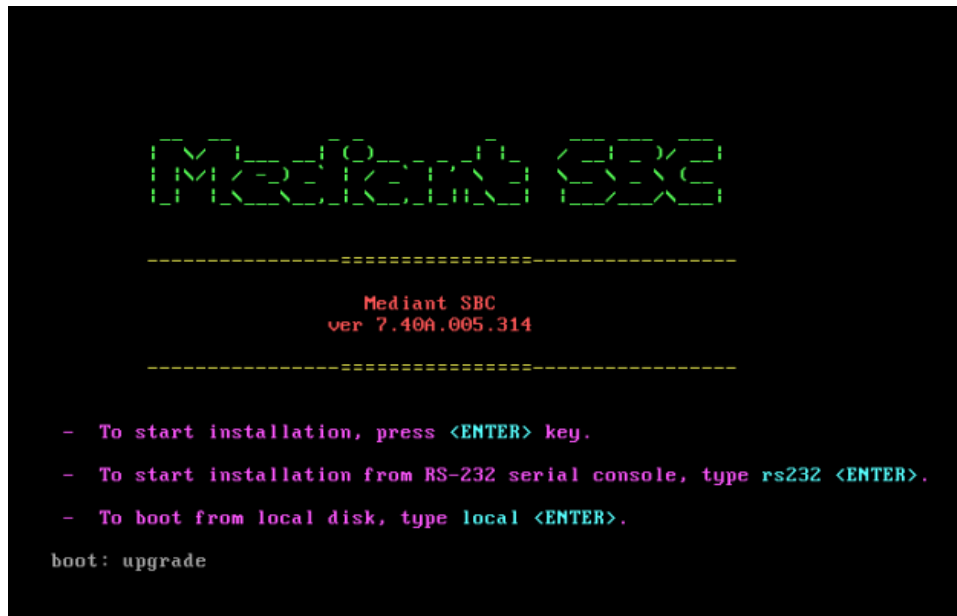 Mediant SBC
----------------================-----------------
Mediant SBC
ver 7.40A.005.314
----------------================-----------------
- To start installation, press <ENTER> key.
- To start installation from RS-232 serial console, type rs232 <ENTER>.
- To boot from local disk, type local <ENTER>.
boot: upgrade